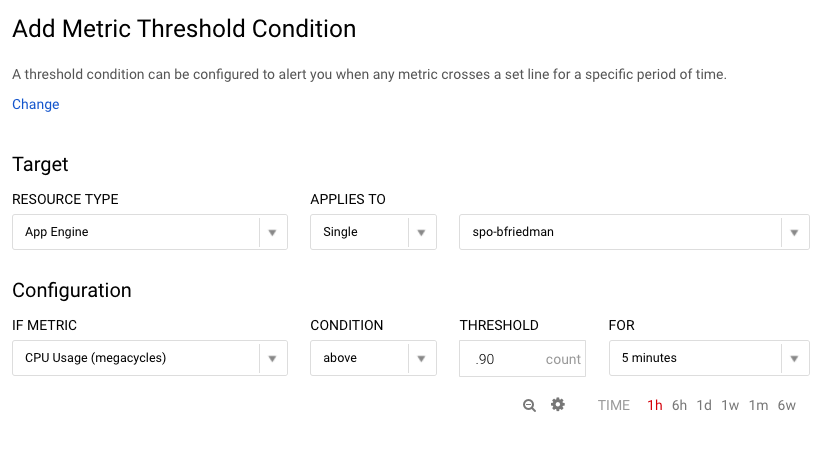 Add Metric Threshold Condition
A threshold condition can be configured to alert you when any metric crosses a set line for a specific period of time.
Change
Target
RESOURCE TYPE APPLIES TO
App Engine Single spo-bfriedman
Configuration
IF METRIC CONDITION THRESHOLD FOR
CPU Usage (megacycles) above .90 count 5 minutes
TIME 1h 6h 1d 1w 1m 6w